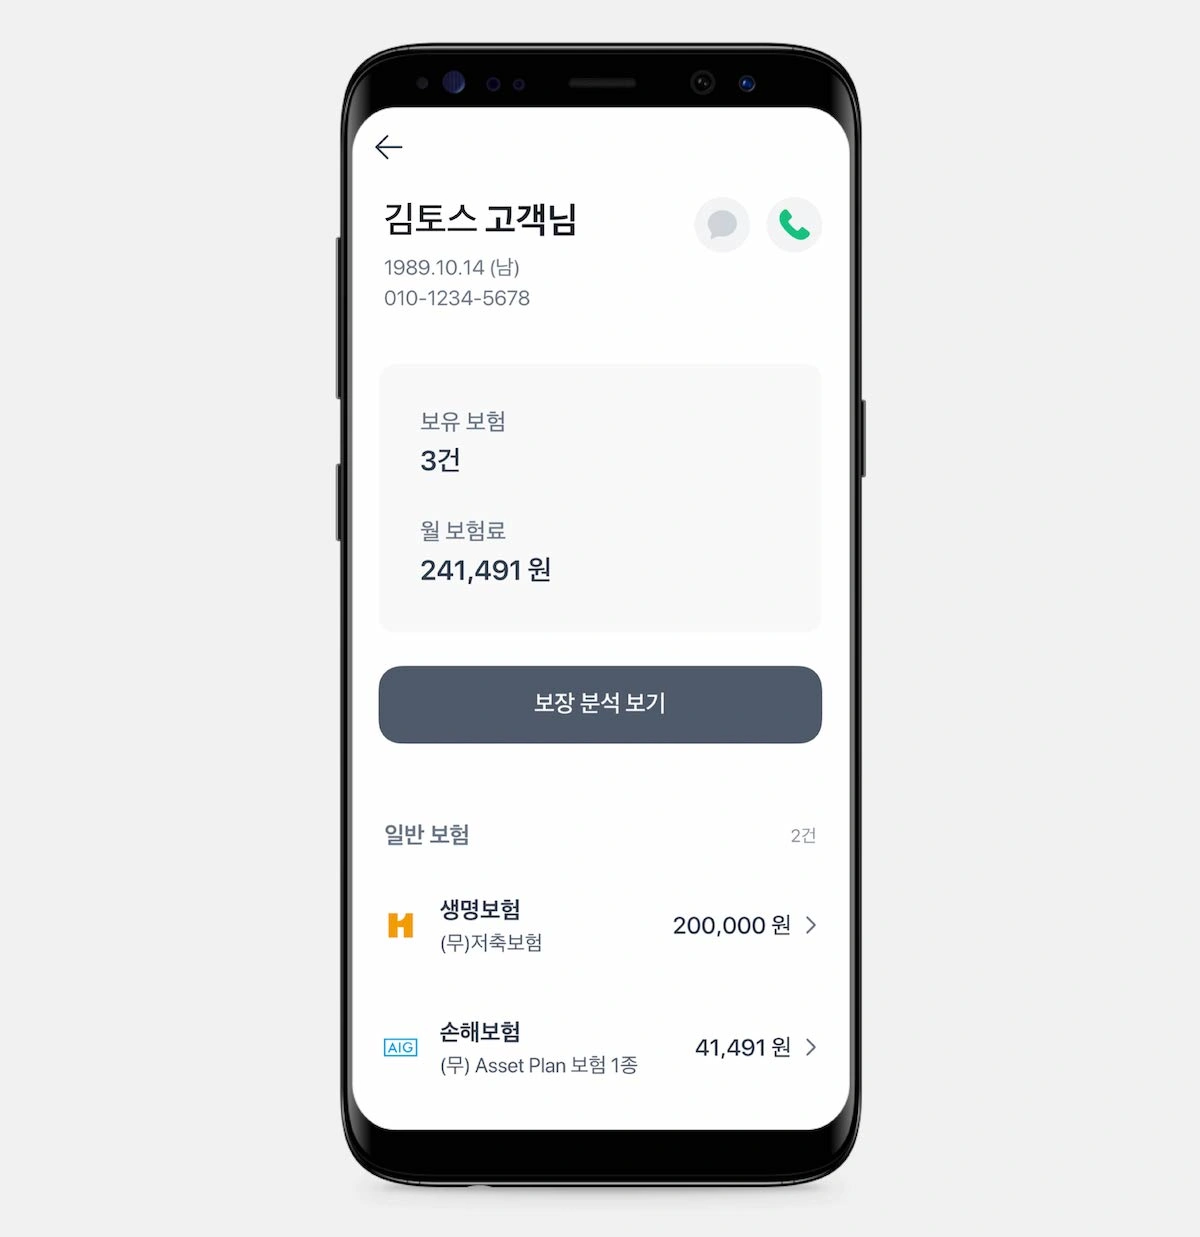 김토스 고객님
1989.10.14 (남)
010-1234-5678
보유 보험
3건
월 보험료
241,491 원
보장 분석 보기
일반 보험 2건
생명보험
(무)저축보험
200,000 원
손해보험
AIG
(무) Asset Plan 보험 1종
41,491 원